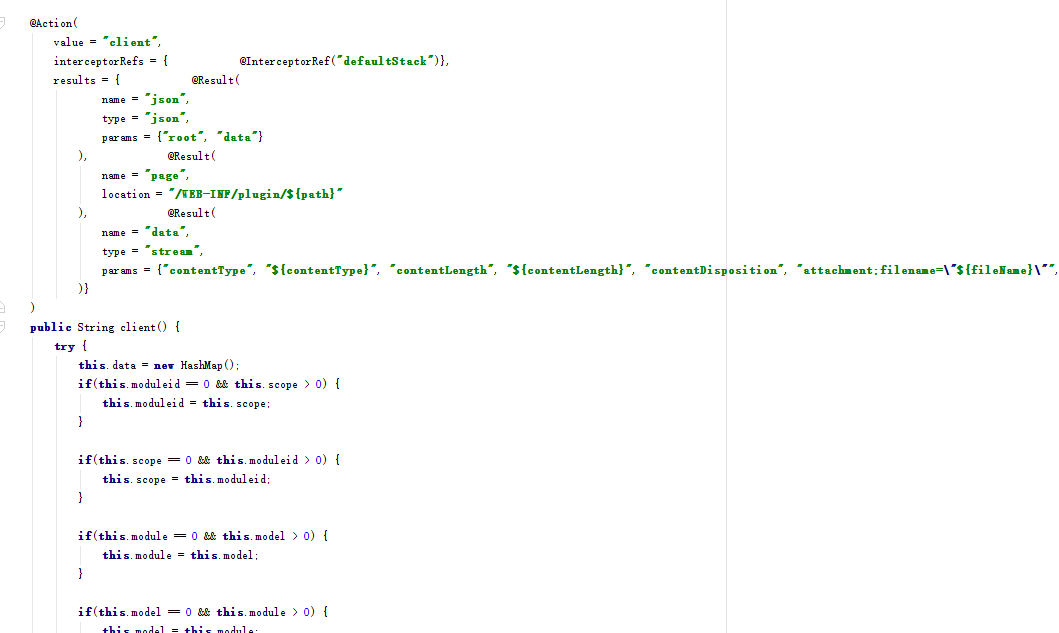 @Action(
value = "client",
interceptorRefs = {            @InterceptorRef("defaultStack")},
results = {            @Result(
name = "json",
type = "json",
params = {"root", "data"}
),            @Result(
name = "page",
location = "/WEB-INF/plugin/${path}"
),            @Result(
name = "data",
type = "stream",
params = {"contentType", "${contentType}", "contentLength", "${contentLength}", "contentDisposition", "attachment;filename=\"${fileName}\"",
)}
)
public String client() {
try {
this.data = new HashMap();
if(this.moduleid == 0 && this.scope > 0) {
this.moduleid = this.scope;
}
if(this.scope == 0 && this.moduleid > 0) {
this.scope = this.moduleid;
}
if(this.module == 0 && this.model > 0) {
this.module = this.model;
}
if(this.model == 0 && this.module > 0) {
this.model = this.module;